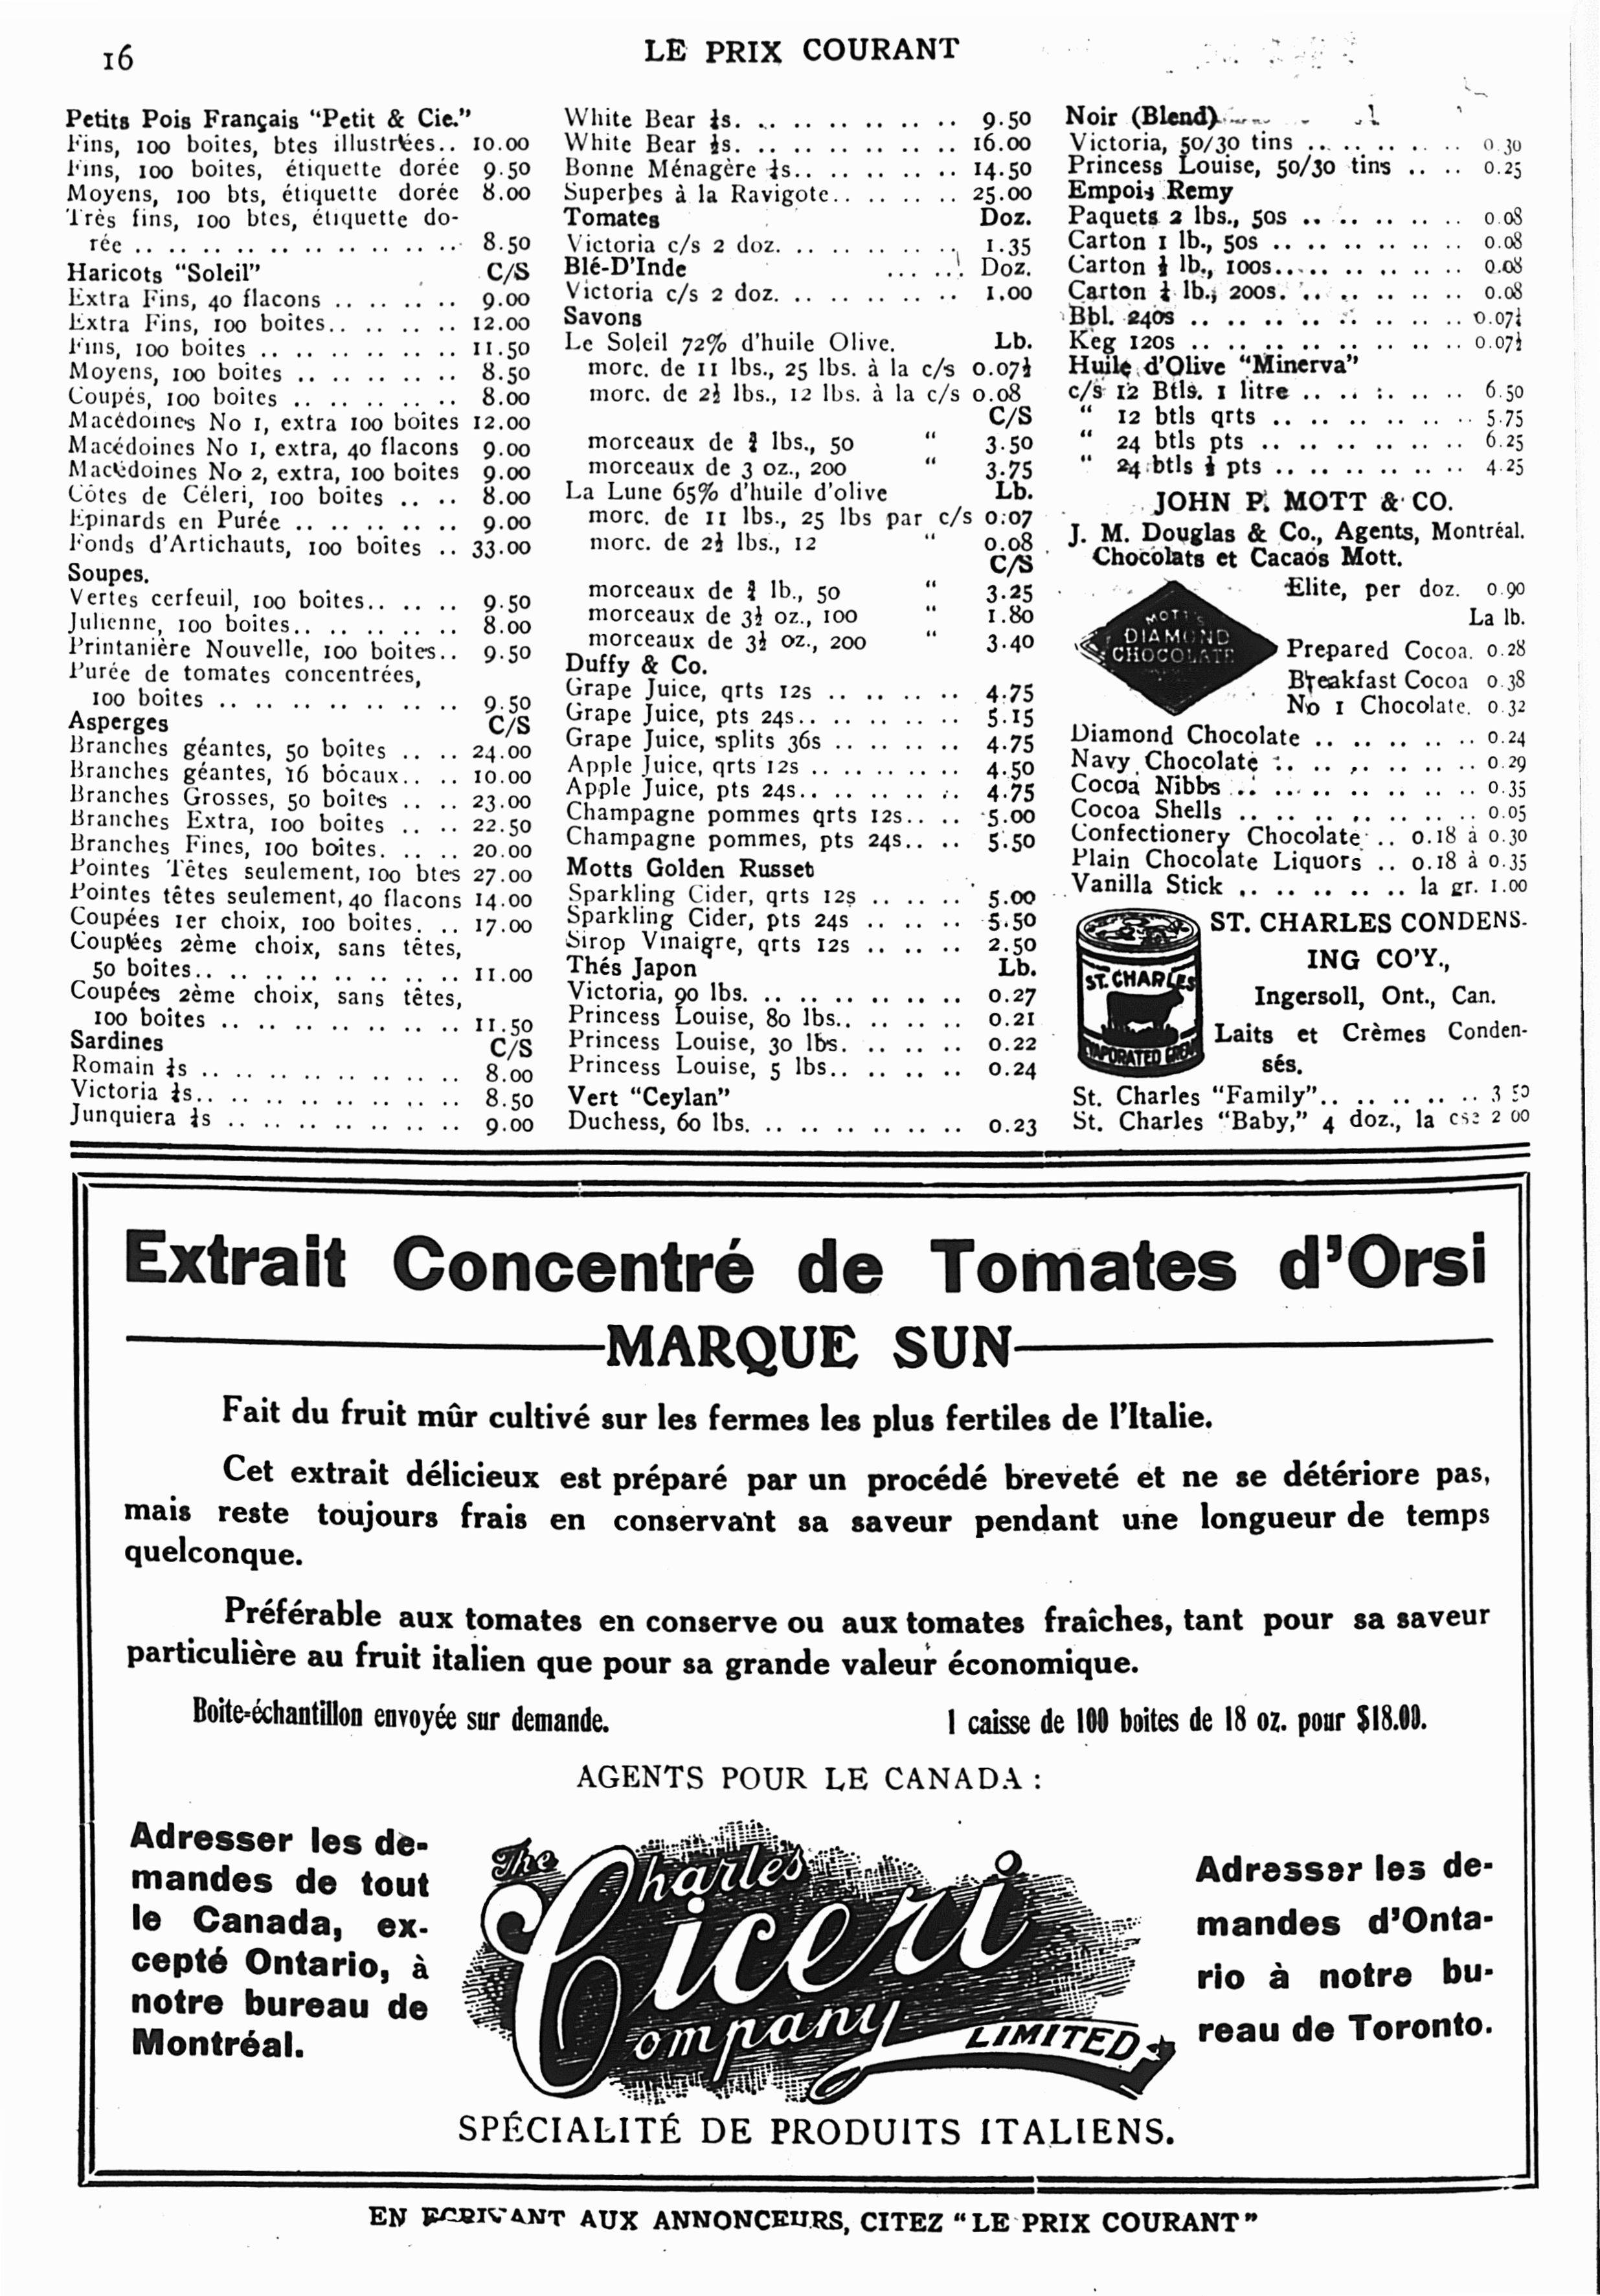 16
LE PRIX COURANT
Petits Pois Français "Petit & Cie."
Fins, 100 boites, btes illustrées.. 10.00
Fins, 100 boites, étiquette dorée 9.50
Moyens, 100 bts, étiquette dorée 8.00
Très fins, 100 btes, étiquette do-
rée .. .. .. .. .. .. .. .. .. .. .. .. 8.50
Haricots "Soleil" C/S
Extra Fins, 40 flacons .. .. .. .. 9.00
Extra Fins, 100 boites.. .. .. .. 12.00
Fins, 100 boites .. .. .. .. .. .. 11.50
Moyens, 100 boites .. .. .. .. .. 8.50
Coupés, 100 boites .. .. .. .. .. 8.00
Macédoines No 1, extra 100 boites 12.00
Macédoines No 1, extra, 40 flacons 9.00
Macédoines No 2, extra, 100 boites 9.00
Côtes de Céleri, 100 boites .. .. 8.00
Epinards en Purée .. .. .. .. .. 9.00
Fonds d'Artichauts, 100 boites .. 33.00
Soupes.
Vertes cerfeuil, 100 boites.. .. .. 9.50
Julienne, 100 boites.. .. .. .. .. 8.00
Printanière Nouvelle, 100 boites.. 9.50
Purée de tomates concentrées,
100 boites .. .. .. .. .. .. .. .. 9.50
Asperges C/S
Branches géantes, 50 boites .. .. 24.00
Branches géantes, 16 bocaux.. .. 10.00
Branches Grosses, 50 boites .. .. 23.00
Branches Extra, 100 boites .. .. 22.50
Branches Fines, 100 boites. .. .. 20.00
Pointes Têtes seulement, 100 btes 27.00
Pointes têtes seulement, 40 flacons 14.00
Coupées 1er choix, 100 boites. .. 17.00
Coupées 2ème choix, sans têtes,
50 boites.. .. .. .. .. .. .. .. .. 11.00
Coupées 2ème choix, sans têtes,
100 boites .. .. .. .. .. .. .. .. 11.50
Sardines C/S
Romain ¼s .. .. .. .. .. .. .. .. 8.00
Victoria ¼s.. .. .. .. .. .. .. .. 8.50
Junquiera ¼s .. .. .. .. .. .. .. 9.00
White Bear ¼s. .. .. .. .. .. .. .. 9.50
White Bear ½s. .. .. .. .. .. .. .. 16.00
Bonne Ménagère ¼s.. .. .. .. .. 14.50
Superbes à la Ravigote.. .. .. .. 25.00
Tomates Doz.
Victoria c/s 2 doz. .. .. .. .. .. .. 1.35
Blé-D'Inde ... ... Doz.
Victoria c/s 2 doz. .. .. .. .. .. .. 1.00
Savons
Le Soleil 72% d'huile Olive. Lb.
morc. de 11 lbs., 25 lbs. à la c/s 0.07½
morc. de 2½ lbs., 12 lbs. à la c/s 0.08
C/S
morceaux de ¾ lbs., 50 " 3.50
morceaux de 3 oz., 200 " 3.75
La Lune 65% d'huile d'olive Lb.
morc. de 11 lbs., 25 lbs par c/s 0.07
morc. de 2½ lbs., 12 " 0.08
C/S
morceaux de ¾ lb., 50 " 3.25
morceaux de 3½ oz., 100 " 1.80
morceaux de 3½ oz., 200 " 3.40
Duffy & Co.
Grape Juice, qrts 12s .. .. .. .. .. 4.75
Grape Juice, pts 24s.. .. .. .. .. 5.15
Grape Juice, splits 36s .. .. .. .. 4.75
Apple Juice, qrts 12s .. .. .. .. .. 4.50
Apple Juice, pts 24s.. .. .. .. .. 4.75
Champagne pommes qrts 12s.. .. 5.00
Champagne pommes, pts 24s.. .. 5.50
Motts Golden Russet
Sparkling Cider, qrts 12s .. .. .. 5.00
Sparkling Cider, pts 24s .. .. .. 5.50
Sirop Vinaigre, qrts 12s .. .. .. 2.50
Thés Japon Lb.
Victoria, 90 lbs. .. .. .. .. .. .. 0.27
Princess Louise, 80 lbs.. .. .. .. 0.21
Princess Louise, 30 lbs. .. .. .. 0.22
Princess Louise, 5 lbs.. .. .. .. 0.24
Vert "Ceylan"
Duchess, 60 lbs. .. .. .. .. .. .. 0.23
Noir (Blend)
Victoria, 50/30 tins .. .. .. .. .. 0.30
Princess Louise, 50/30 tins .. .. 0.25
Empois Remy
Paquets 2 lbs., 50s .. .. .. .. .. 0.08
Carton 1 lb., 50s .. .. .. .. .. .. 0.08
Carton ½ lb., 100s.. .. .. .. .. .. 0.08
Carton ¼ lb., 200s. .. .. .. .. .. 0.08
Bbl. 240s .. .. .. .. .. .. .. .. 0.07½
Keg 120s .. .. .. .. .. .. .. .. 0.07½
Huile d'Olive "Minerva"
c/s 12 Btls. 1 litre .. .. .. .. .. 6.50
" 12 btls qrts .. .. .. .. .. .. 5.75
" 24 btls pts .. .. .. .. .. .. 6.25
" 24 btls ½ pts .. .. .. .. .. .. 4.25
JOHN P. MOTT & CO.
J. M. Douglas & Co., Agents, Montréal.
Chocolats et Cacaos Mott.
MOTT'S
DIAMOND
CHOCOLATE
Elite, per doz. 0.90
La lb.
Prepared Cocoa. 0.28
Breakfast Cocoa 0.38
No 1 Chocolate. 0.32
Diamond Chocolate .. .. .. .. .. 0.24
Navy Chocolate .. .. .. .. .. .. 0.29
Cocoa Nibbs .. .. .. .. .. .. .. 0.35
Cocoa Shells .. .. .. .. .. .. .. 0.05
Confectionery Chocolate .. 0.18 à 0.30
Plain Chocolate Liquors .. 0.18 à 0.35
Vanilla Stick .. .. .. .. .. la gr. 1.00
ST. CHARLES
EVAPORATED CREAM
ST. CHARLES CONDENS-
ING CO'Y.,
Ingersoll, Ont., Can.
Laits et Crèmes Conden-
sés.
St. Charles "Family".. .. .. .. .. 3 50
St. Charles "Baby," 4 doz., la cse 2 00
Extrait Concentré de Tomates d'Orsi
MARQUE SUN
Fait du fruit mûr cultivé sur les fermes les plus fertiles de l'Italie.
Cet extrait délicieux est préparé par un procédé breveté et ne se détériore pas,
mais reste toujours frais en conservant sa saveur pendant une longueur de temps
quelconque.
Préférable aux tomates en conserve ou aux tomates fraîches, tant pour sa saveur
particulière au fruit italien que pour sa grande valeur économique.
Boite-échantillon envoyée sur demande. 1 caisse de 100 boites de 18 oz. pour $18.00.
AGENTS POUR LE CANADA :
Adresser les de-
mandes de tout
le Canada, ex-
cepté Ontario, à
notre bureau de
Montréal.
The Charles
Ciceri
Company
LIMITED
Adresser les de-
mandes d'Onta-
rio à notre bu-
reau de Toronto.
SPÉCIALITÉ DE PRODUITS ITALIENS.
EN ECRIVANT AUX ANNONCEURS, CITEZ "LE PRIX COURANT"